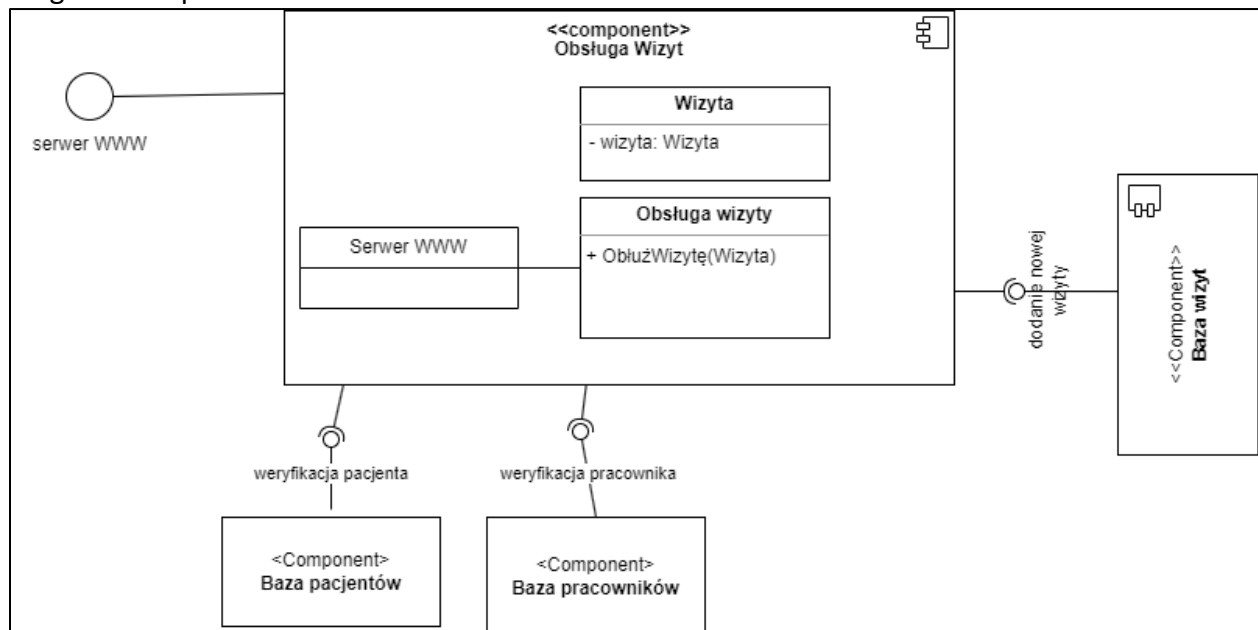 <<component>>
Obsługa Wizyt
serwer WWW
Wizyta
- wizyta: Wizyta
Obsługa wizyty
+ ObłużWizytę(Wizyta)
Serwer WWW
dodanie nowej
wizyty
<<Component>>
Baza wizyt
weryfikacja pacjenta
weryfikacja pracownika
<Component>
Baza pacjentów
<Component>
Baza pracowników